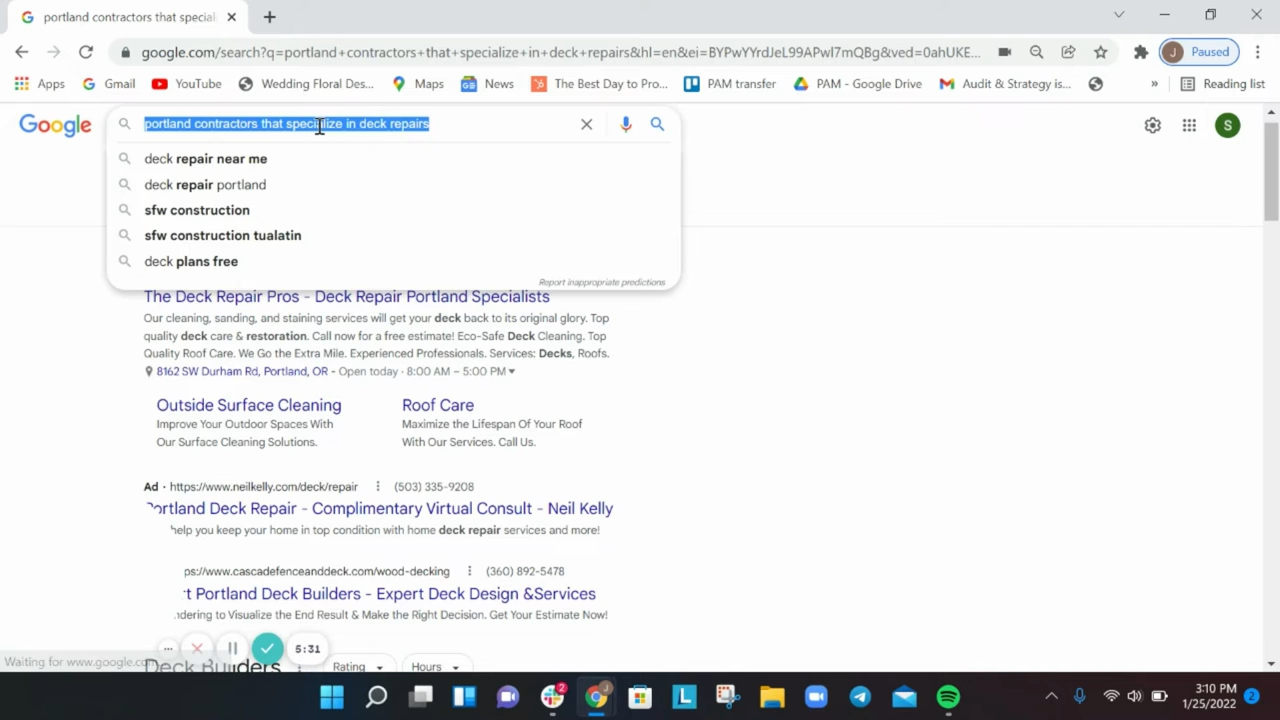 portland contractors that special
google.com/search?q=portland+contractors+that+specialize+in+deck+repairs&hl=en&ei=BYPwYYrdJeL99APwI7mQBg&ved=0ahUKE...
J Paused
Apps Gmail YouTube Wedding Floral Des... Maps News The Best Day to Pro... PAM transfer PAM - Google Drive Audit & Strategy is... » Reading list
Google portland contractors that specialize in deck repairs S
deck repair near me
deck repair portland
sfw construction
sfw construction tualatin
deck plans free
Report inappropriate predictions
The Deck Repair Pros - Deck Repair Portland Specialists
Our cleaning, sanding, and staining services will get your deck back to its original glory. Top
quality deck care & restoration. Call now for a free estimate! Eco-Safe Deck Cleaning. Top
Quality Roof Care. We Go the Extra Mile. Experienced Professionals. Services: Decks, Roofs.
8162 SW Durham Rd, Portland, OR - Open today · 8:00 AM – 5:00 PM ▾
Outside Surface Cleaning Roof Care
Improve Your Outdoor Spaces With Maximize the Lifespan Of Your Roof
Our Surface Cleaning Solutions. With Our Services. Call Us.
Ad · https://www.neilkelly.com/deck/repair (503) 335-9208
Portland Deck Repair - Complimentary Virtual Consult - Neil Kelly
help you keep your home in top condition with home deck repair services and more!
ps://www.cascadefenceanddeck.com/wood-decking (360) 892-5478
t Portland Deck Builders - Expert Deck Design &Services
ndering to Visualize the End Result & Make the Right Decision. Get Your Estimate Now!
5:31
Waiting for www.google.com
Deck Builders Rating Hours
2 J L
3:10 PM
1/25/2022 2